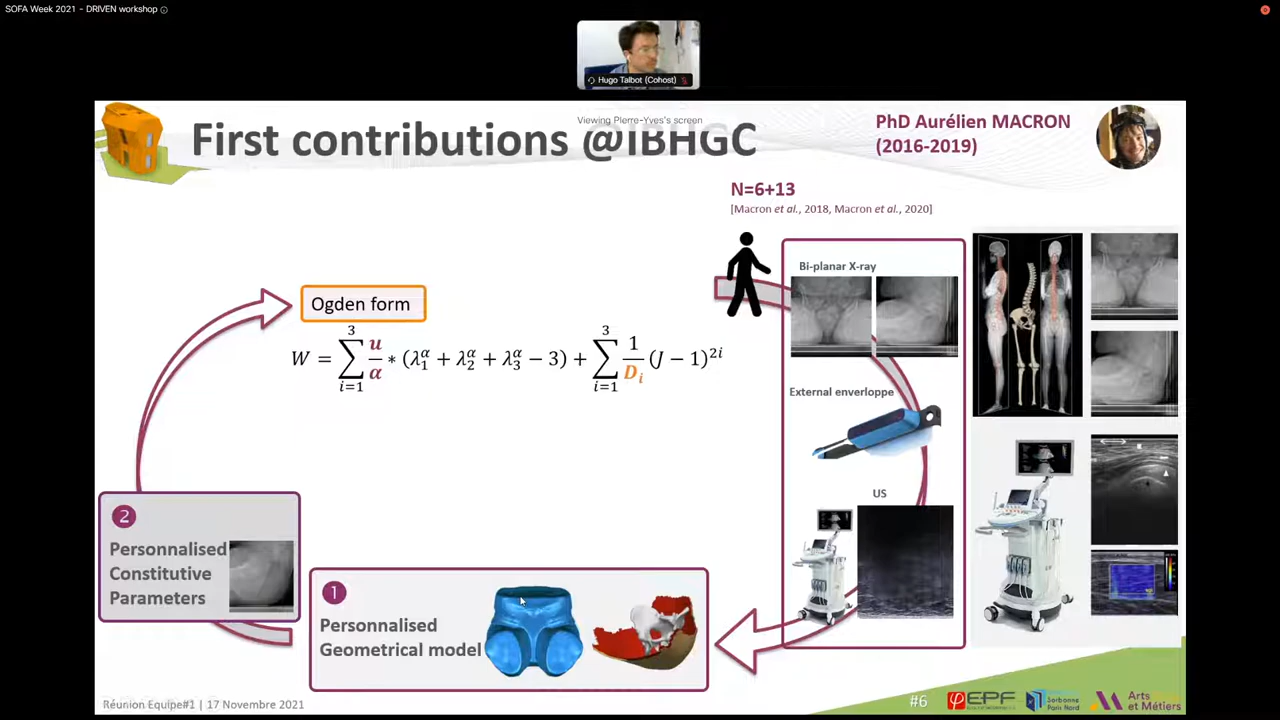 SOFA Week 2021 - DRIVEN workshop
Hugo Talbot (Cohost)
Viewing Pierre-Yves's screen
First contributions @IBHGC
PhD Aurélien MACRON
(2016-2019)
N=6+13
[Macron et al., 2018, Macron et al., 2020]
Bi-planar X-ray
Ogden form
W = ∑_{i=1}^{3} u/α * (λ₁^α + λ₂^α + λ₃^α − 3) + ∑_{i=1}^{3} 1/D_i (J − 1)^{2i}
External enverloppe
US
2
Personnalised
Constitutive
Parameters
1
Personnalised
Geometrical model
Réunion Equipe#1 | 17 Novembre 2021
#6
EPF
Sorbonne
Paris Nord
Arts
et Métiers